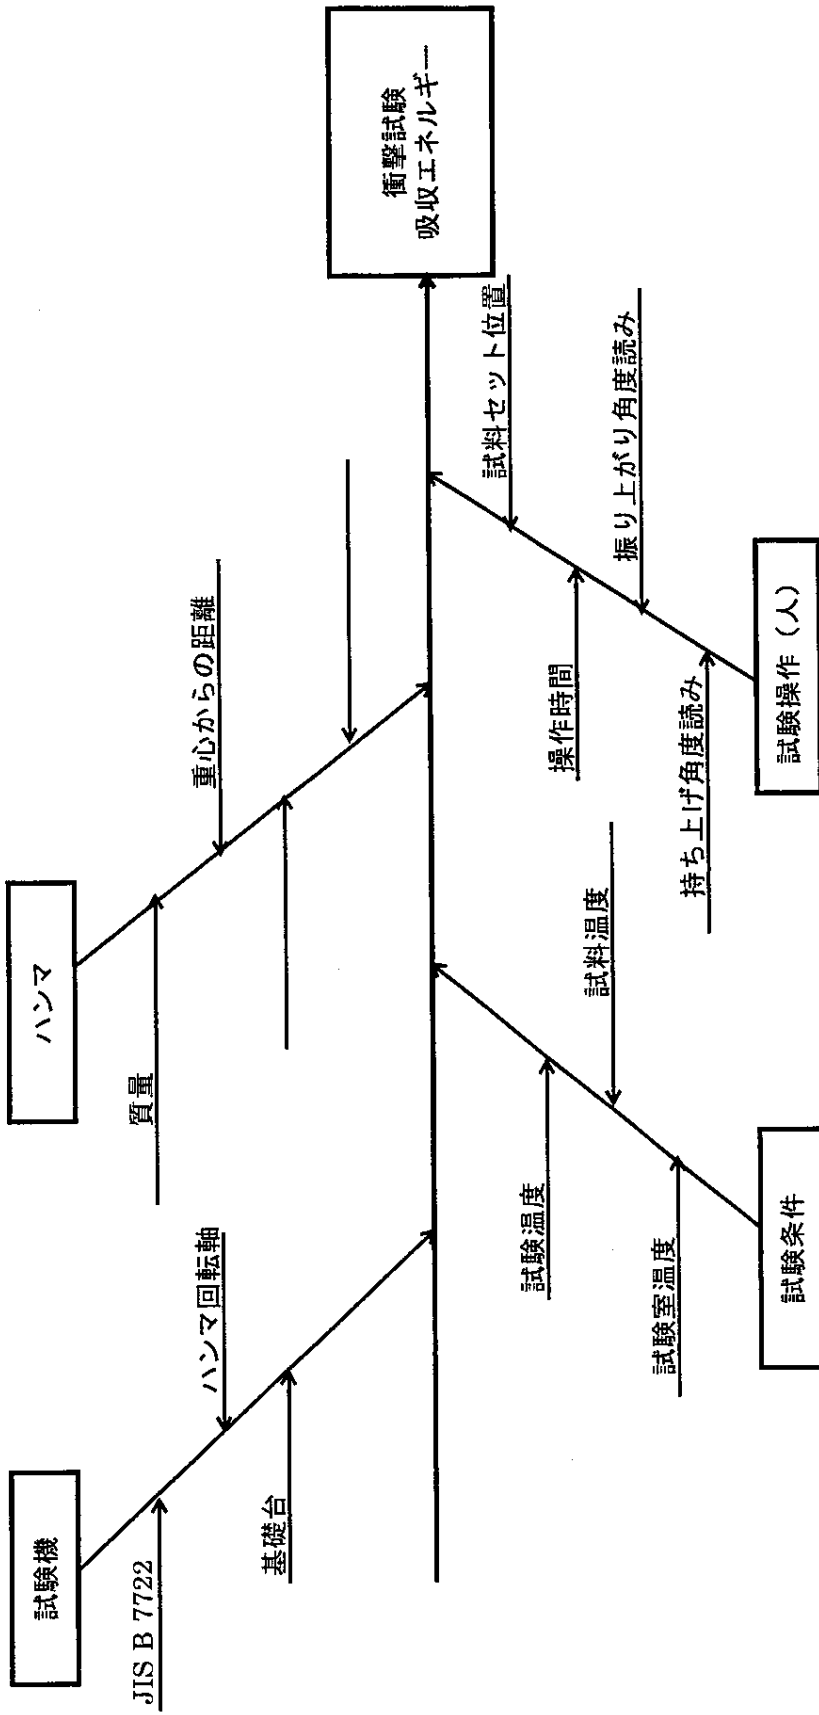 試験機
JIS B 7722
ハンマ回転軸
基礎台
ハンマ
質量
重心からの距離
試験条件
試験温度
試料温度
試験室温度
試験操作（人）
試料セット位置
操作時間
振り上がり角度読み
持ち上げ角度読み
衝撃試験
吸収エネルギー